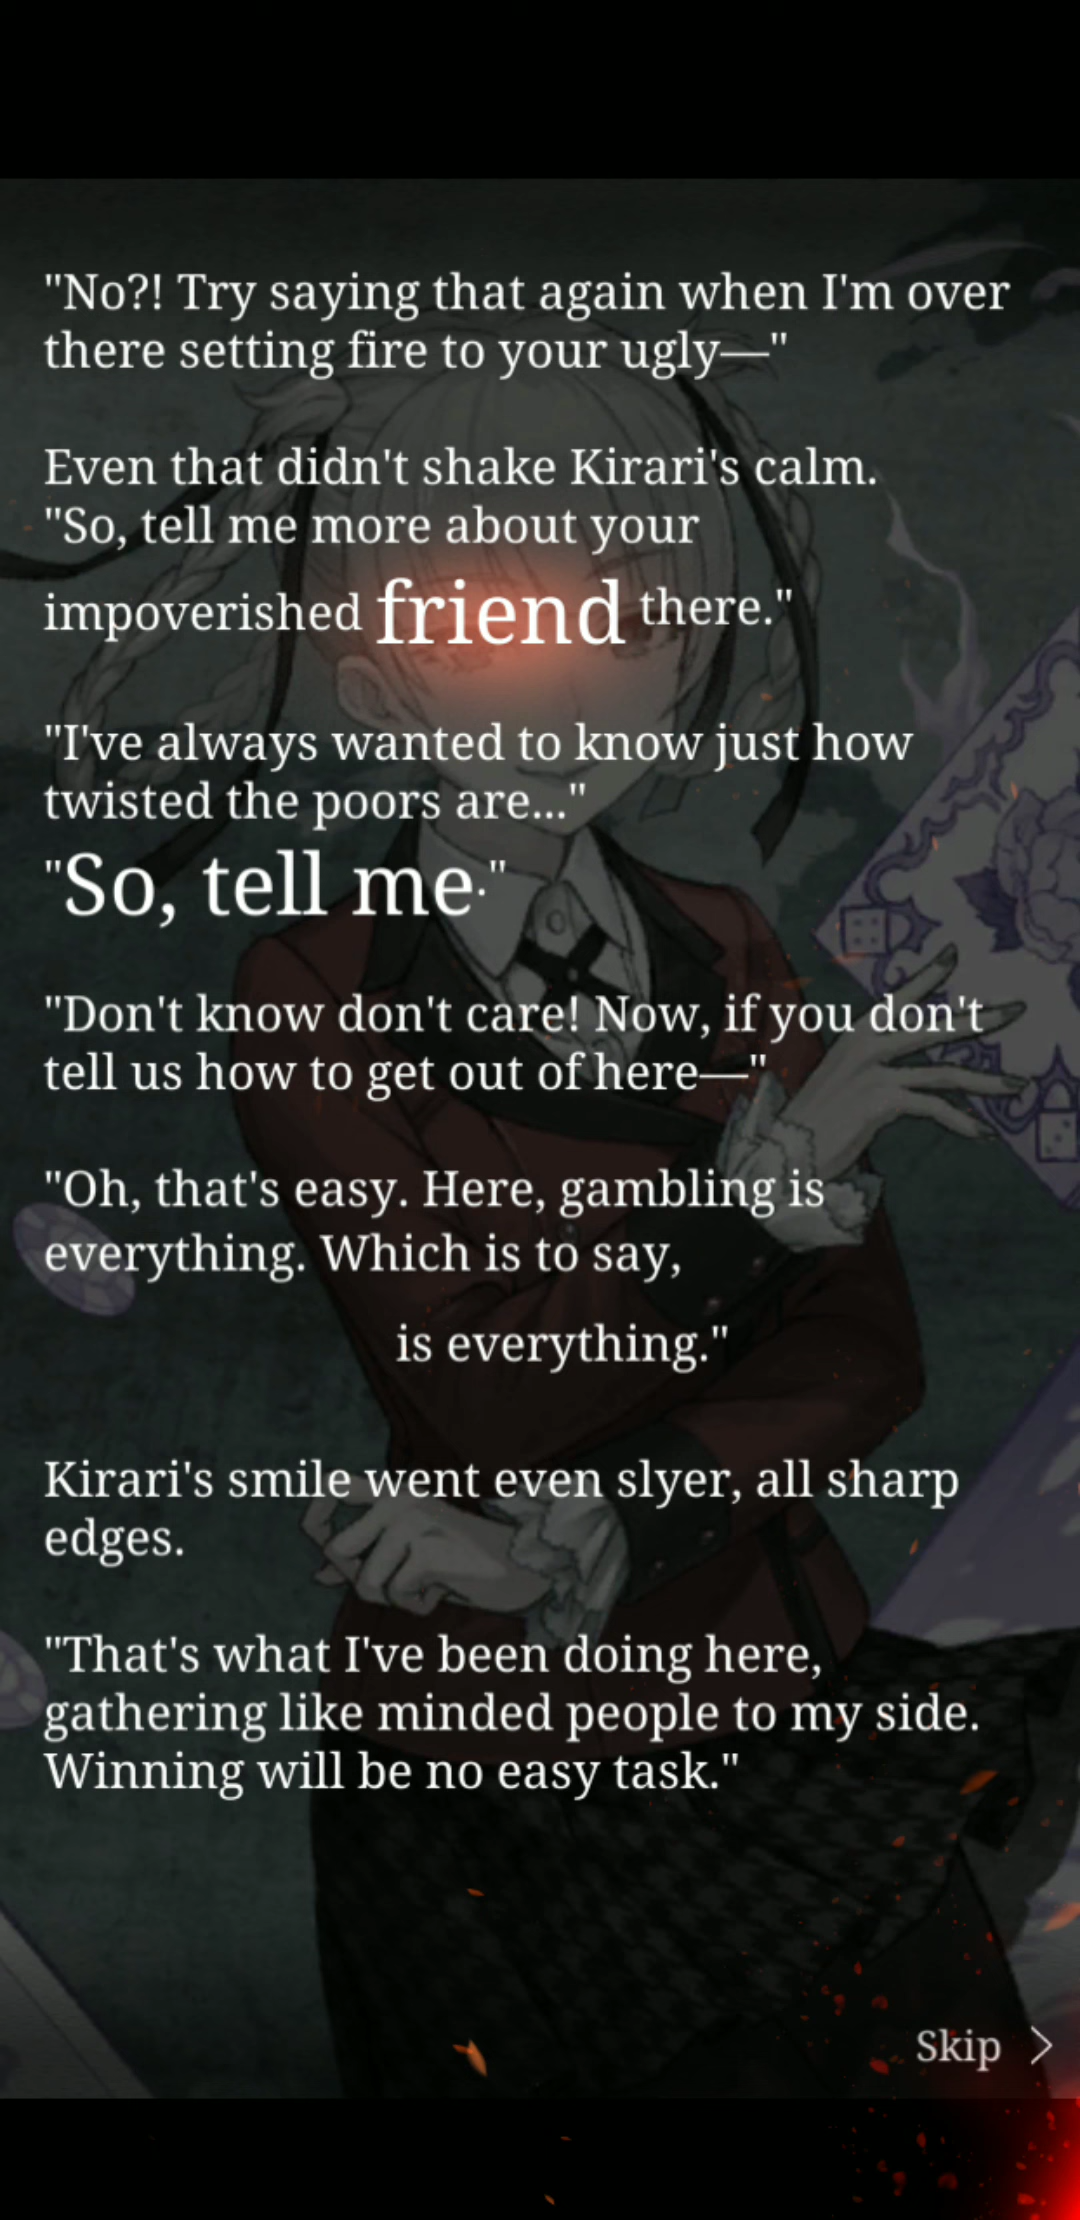 "No?! Try saying that again when I'm over
there setting fire to your ugly—"
Even that didn't shake Kirari's calm.
"So, tell me more about your
impoverished friend there."
"I've always wanted to know just how
twisted the poors are..."
"So, tell me."
"Don't know don't care! Now, if you don't
tell us how to get out of here—"
"Oh, that's easy. Here, gambling is
everything. Which is to say,
is everything."
Kirari's smile went even slyer, all sharp
edges.
"That's what I've been doing here,
gathering like minded people to my side.
Winning will be no easy task."
Skip >